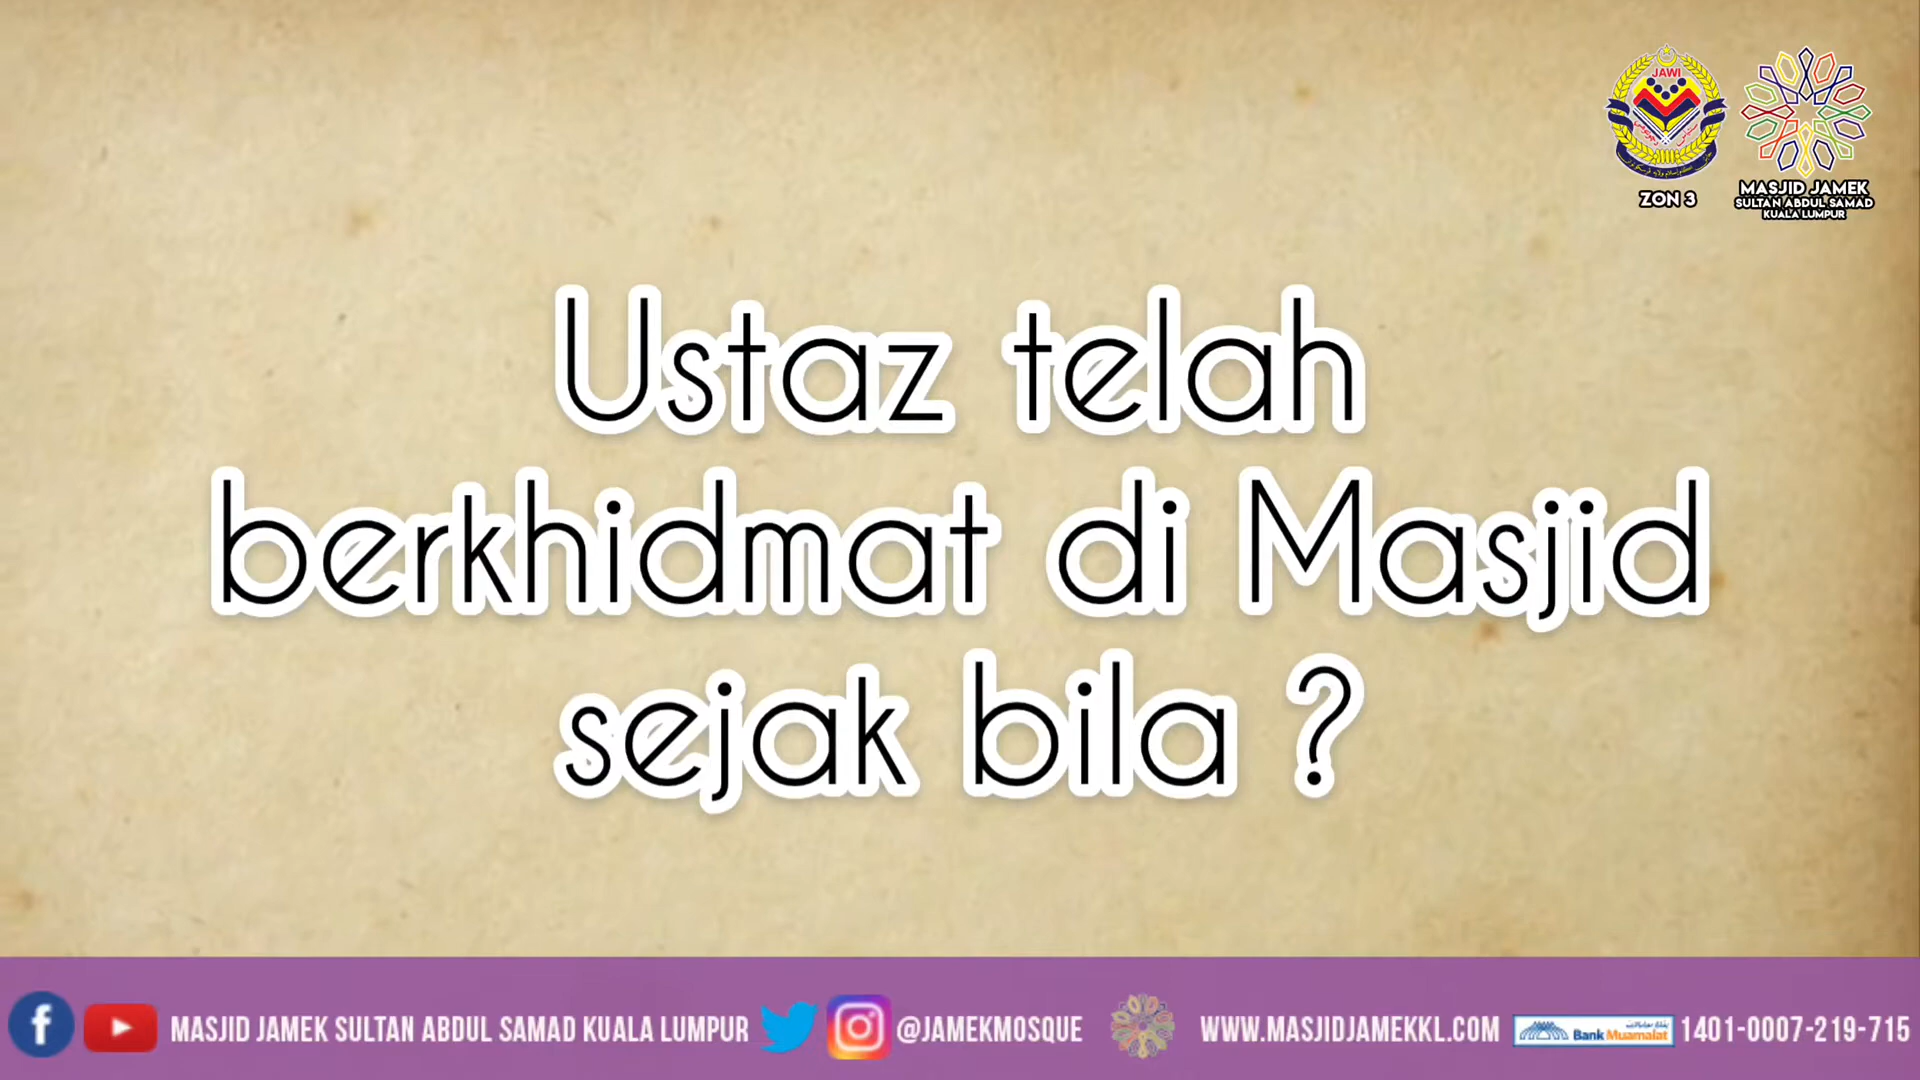 JAWI
ZON 3
MASJID JAMEK
SULTAN ABDUL SAMAD
KUALA LUMPUR
Ustaz telah
berkhidmat di Masjid
sejak bila ?
MASJID JAMEK SULTAN ABDUL SAMAD KUALA LUMPUR @JAMEKMOSQUE WWW.MASJIDJAMEKKL.COM Bank Muamalat 1401-0007-219-715